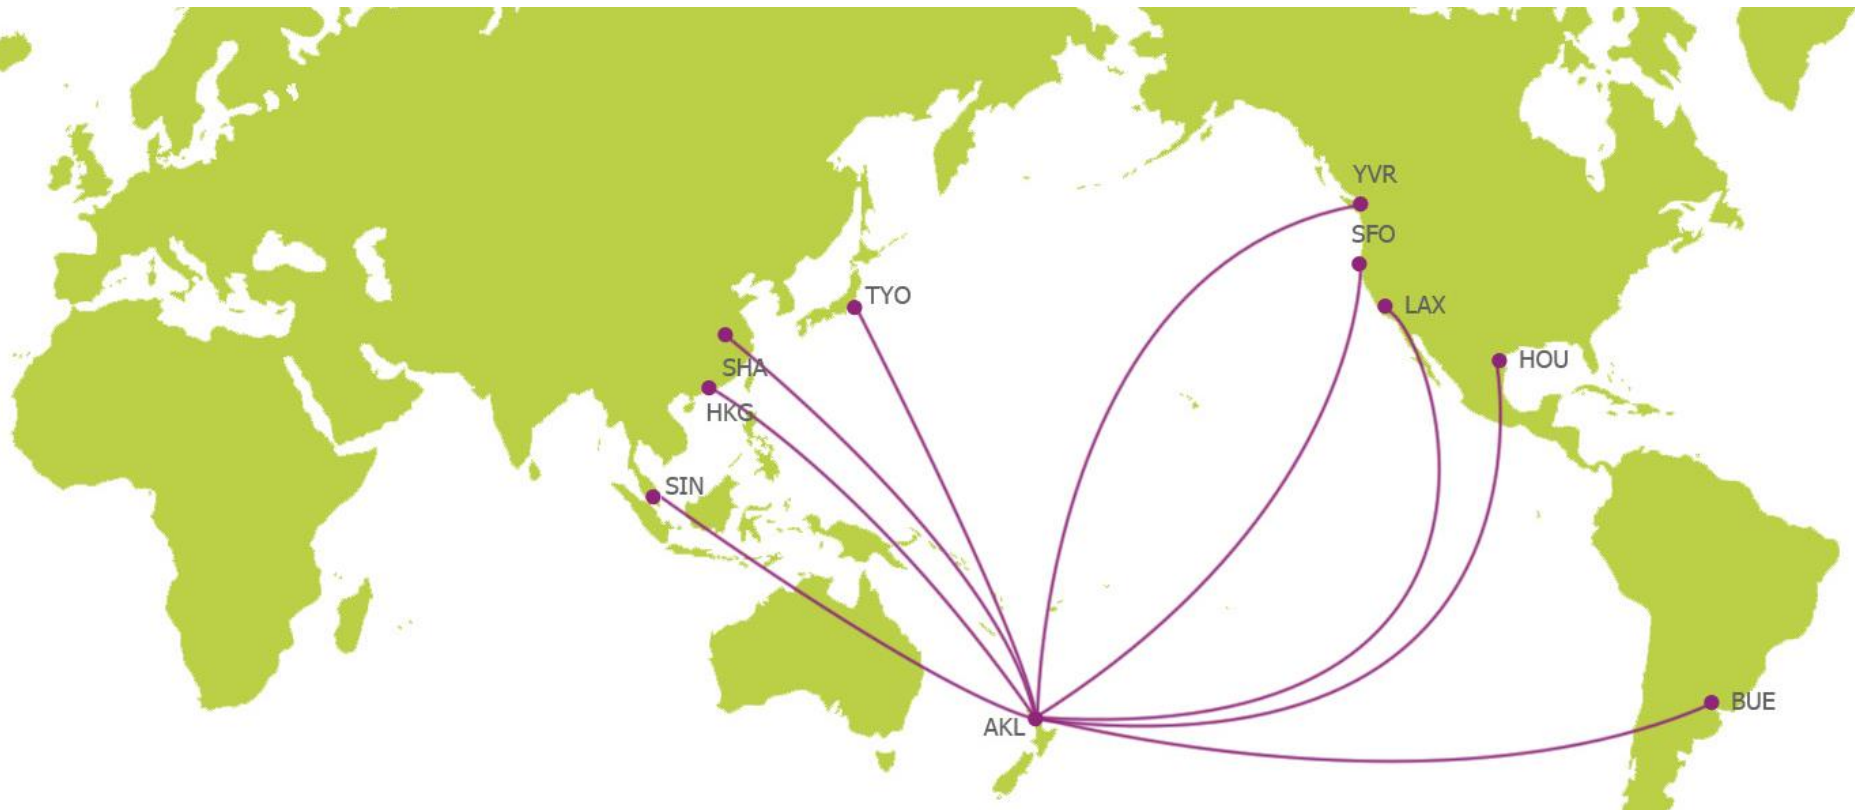 YVR
SFO
TYO
LAX
SHA
HOU
HKG
SIN
BUE
AKL